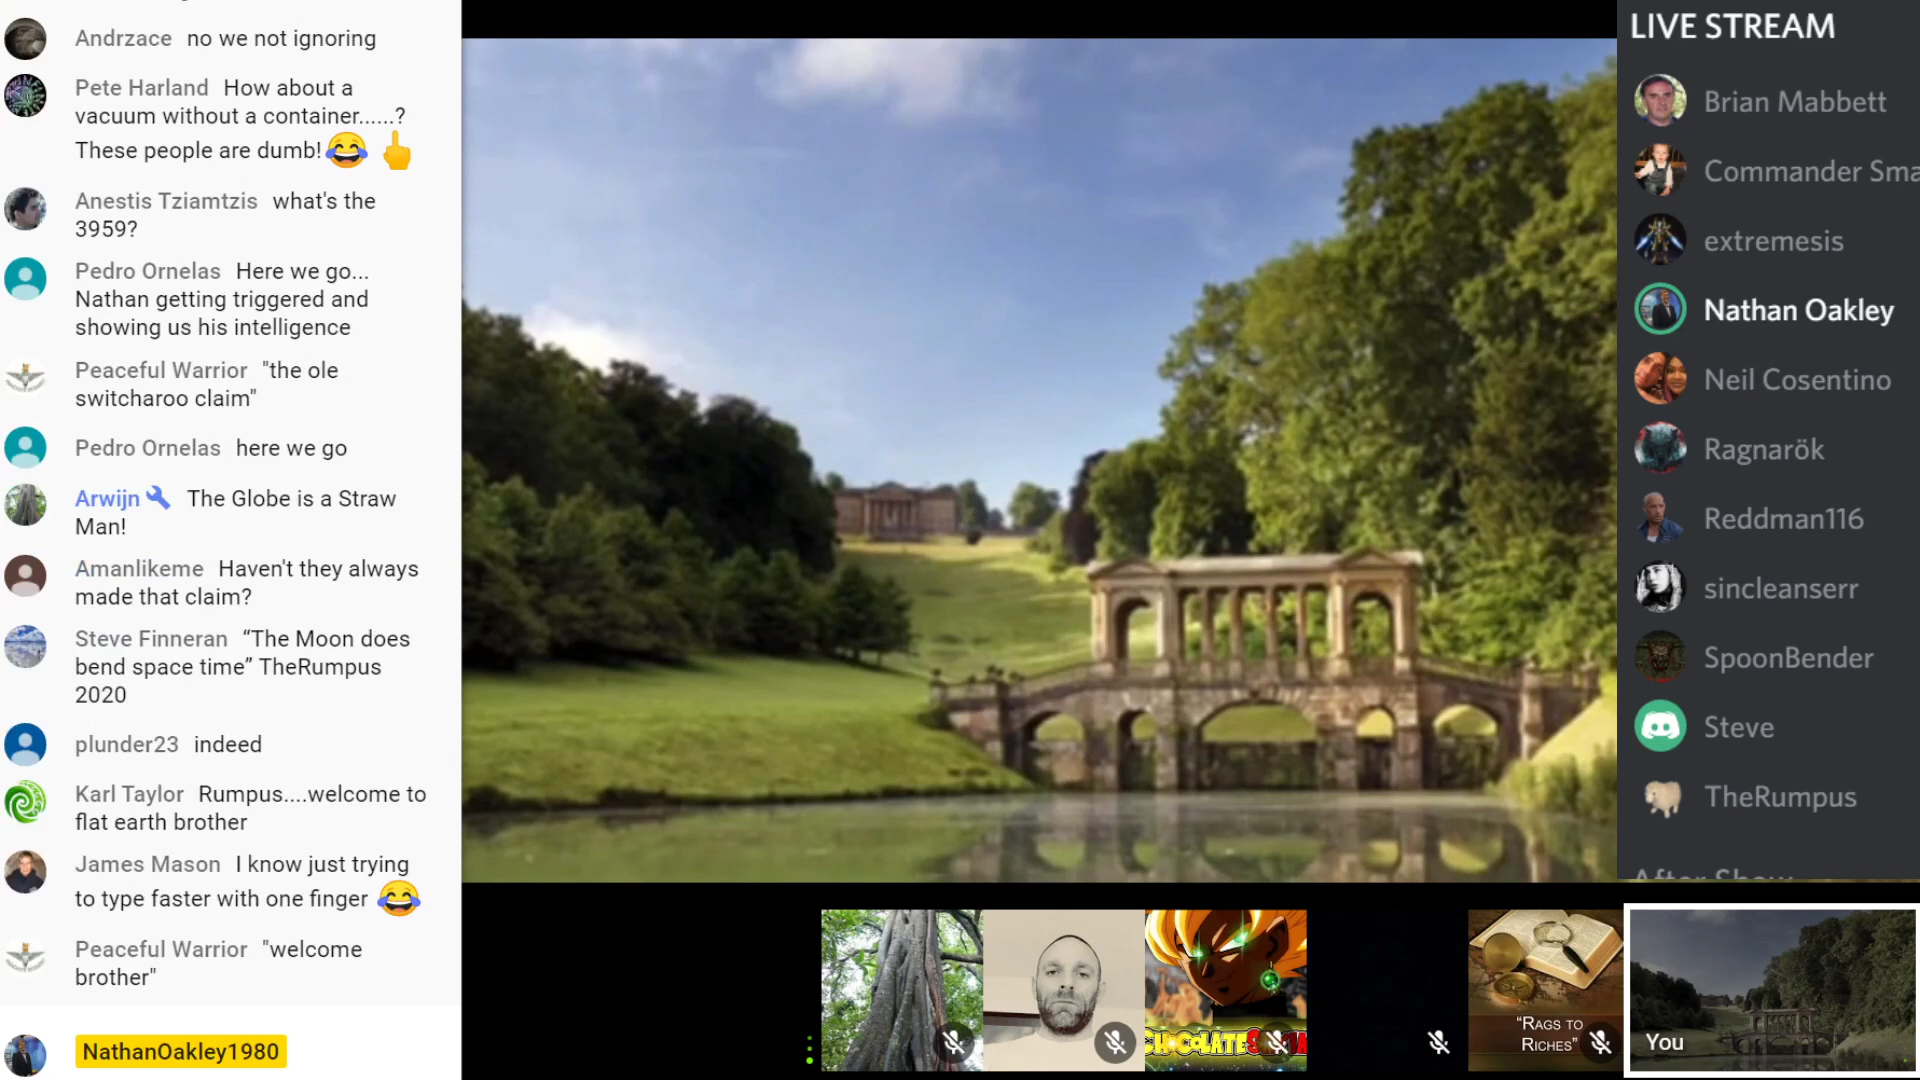 Andrzace no we not ignoring
Pete Harland How about a
vacuum without a container......?
These people are dumb!😂 🖕
Anestis Tziamtzis what's the
3959?
Pedro Ornelas Here we go...
Nathan getting triggered and
showing us his intelligence
Peaceful Warrior "the ole
switcharoo claim"
Pedro Ornelas here we go
Arwijn The Globe is a Straw
Man!
Amanlikeme Haven't they always
made that claim?
Steve Finneran “The Moon does
bend space time” TheRumpus
2020
plunder23 indeed
Karl Taylor Rumpus....welcome to
flat earth brother
James Mason I know just trying
to type faster with one finger 😂
Peaceful Warrior "welcome
brother"
NathanOakley1980
LIVE STREAM
Brian Mabbett
Commander Sma
extremesis
Nathan Oakley
Neil Cosentino
Ragnarök
Reddman116
sincleanserr
SpoonBender
Steve
TheRumpus
After Show
“RAGS TO
RICHES”
You